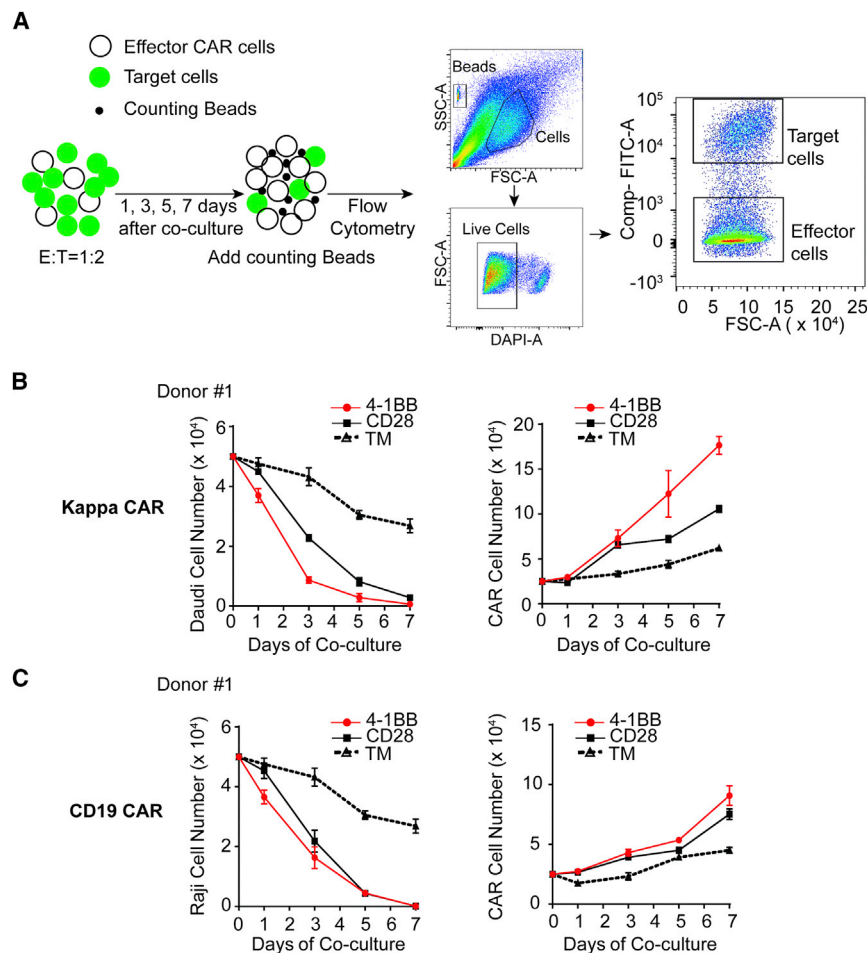 A
Effector CAR cells
Target cells
Counting Beads
E:T=1:2
1, 3, 5, 7 days
after co-culture
Add counting Beads
Flow
Cytometry
Beads
Cells
SSC-A
FSC-A
Live Cells
FSC-A
DAPI-A
Comp- FITC-A
10⁵
10⁴
10³
0
-10³
Target
cells
Effector
cells
0 5 10 15 20 25
FSC-A ( x 10⁴)
B
Donor #1
Kappa CAR
4-1BB
CD28
TM
Daudi Cell Number (x 10⁴)
6
4
2
0
0 1 2 3 4 5 6 7
Days of Co-culture
4-1BB
CD28
TM
CAR Cell Number (x 10⁴)
20
15
10
5
0
0 1 2 3 4 5 6 7
Days of Co-culture
C
Donor #1
CD19 CAR
4-1BB
CD28
TM
Raji Cell Number (x 10⁴)
6
4
2
0
0 1 2 3 4 5 6 7
Days of Co-culture
4-1BB
CD28
TM
CAR Cell Number (x 10⁴)
15
10
5
0
0 1 2 3 4 5 6 7
Days of Co-culture